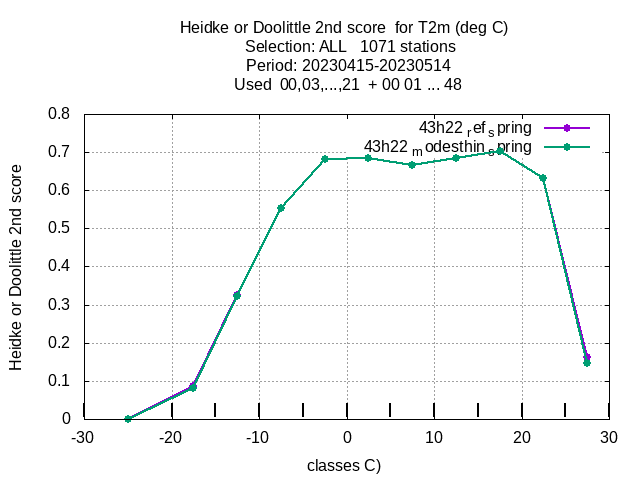 Heidke or Doolittle 2nd score  for T2m (deg C)
Selection: ALL   1071 stations
Period: 20230415-20230514
Used  00,03,...,21  + 00 01 ... 48
Heidke or Doolittle 2nd score
0.8
0.7
0.6
0.5
0.4
0.3
0.2
0.1
0
43h22 ref spring
43h22 modesthin spring
-30 -20 -10 0 10 20 30
classes C)